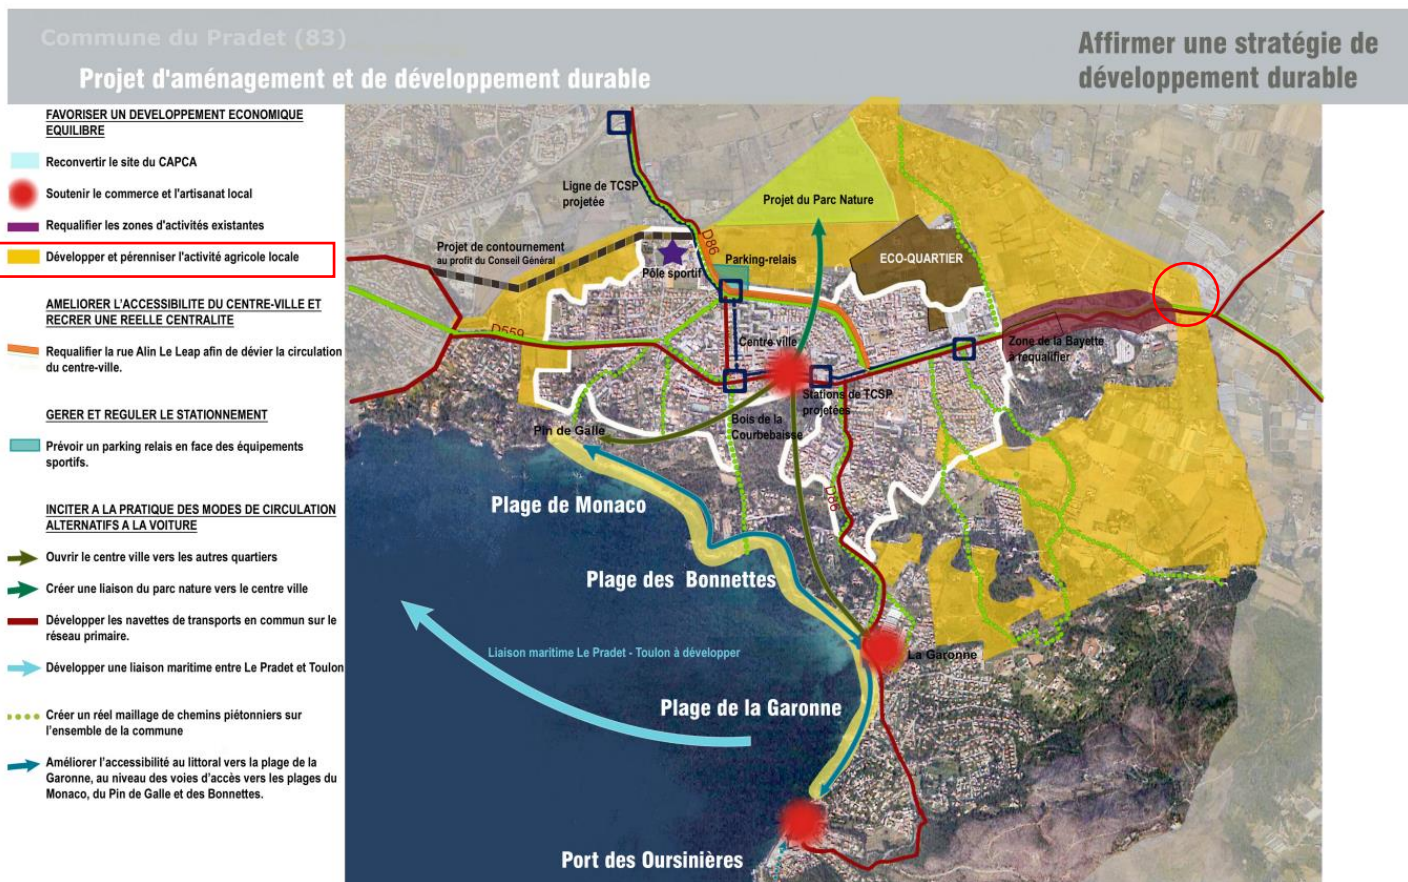 Commune du Pradet (83)
Projet d'aménagement et de développement durable
Affirmer une stratégie de
développement durable
FAVORISER UN DEVELOPPEMENT ECONOMIQUE
EQUILIBRE
Reconvertir le site du CAPCA
Soutenir le commerce et l'artisanat local
Requalifier les zones d'activités existantes
Développer et pérenniser l'activité agricole locale
AMELIORER L'ACCESSIBILITE DU CENTRE-VILLE ET
RECRER UNE REELLE CENTRALITE
Requalifier la rue Alin Le Leap afin de dévier la circulation
du centre-ville.
GERER ET REGULER LE STATIONNEMENT
Prévoir un parking relais en face des équipements
sportifs.
INCITER A LA PRATIQUE DES MODES DE CIRCULATION
ALTERNATIFS A LA VOITURE
Ouvrir le centre ville vers les autres quartiers
Créer une liaison du parc nature vers le centre ville
Développer les navettes de transports en commun sur le
réseau primaire.
Développer une liaison maritime entre Le Pradet et Toulon
Créer un réel maillage de chemins piétonniers sur
l'ensemble de la commune
Améliorer l'accessibilité au littoral vers la plage de la
Garonne, au niveau des voies d'accès vers les plages du
Monaco, du Pin de Galle et des Bonnettes.
Ligne de TCSP
projetée
Projet du Parc Nature
Projet de contournement
au profit du Conseil Général
D86
Pôle sportif
Parking-relais
ECO-QUARTIER
D559
Centre ville
Zone de la Bayette
à requalifier
Stations de TCSP
projetées
Bois de la
Courbebaisse
Pin de Galle
D86
Plage de Monaco
Plage des Bonnettes
Liaison maritime Le Pradet - Toulon à développer
La Garonne
Plage de la Garonne
Port des Oursinières